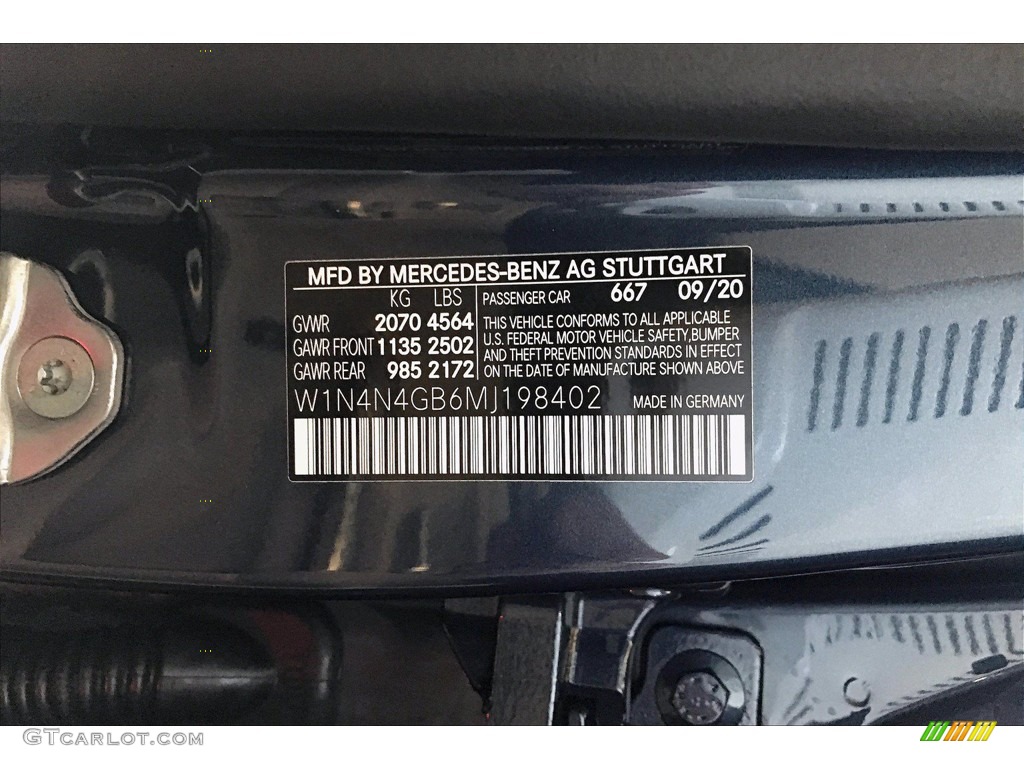 MFD BY MERCEDES-BENZ AG STUTTGART
KG LBS
GVWR 2070 4564
GAWR FRONT 1135 2502
GAWR REAR 985 2172
PASSENGER CAR 667 09/20
THIS VEHICLE CONFORMS TO ALL APPLICABLE
U.S. FEDERAL MOTOR VEHICLE SAFETY,BUMPER
AND THEFT PREVENTION STANDARDS IN EFFECT
ON THE DATE OF MANUFACTURE SHOWN ABOVE
W1N4N4GB6MJ198402 MADE IN GERMANY
GTcarlot.com